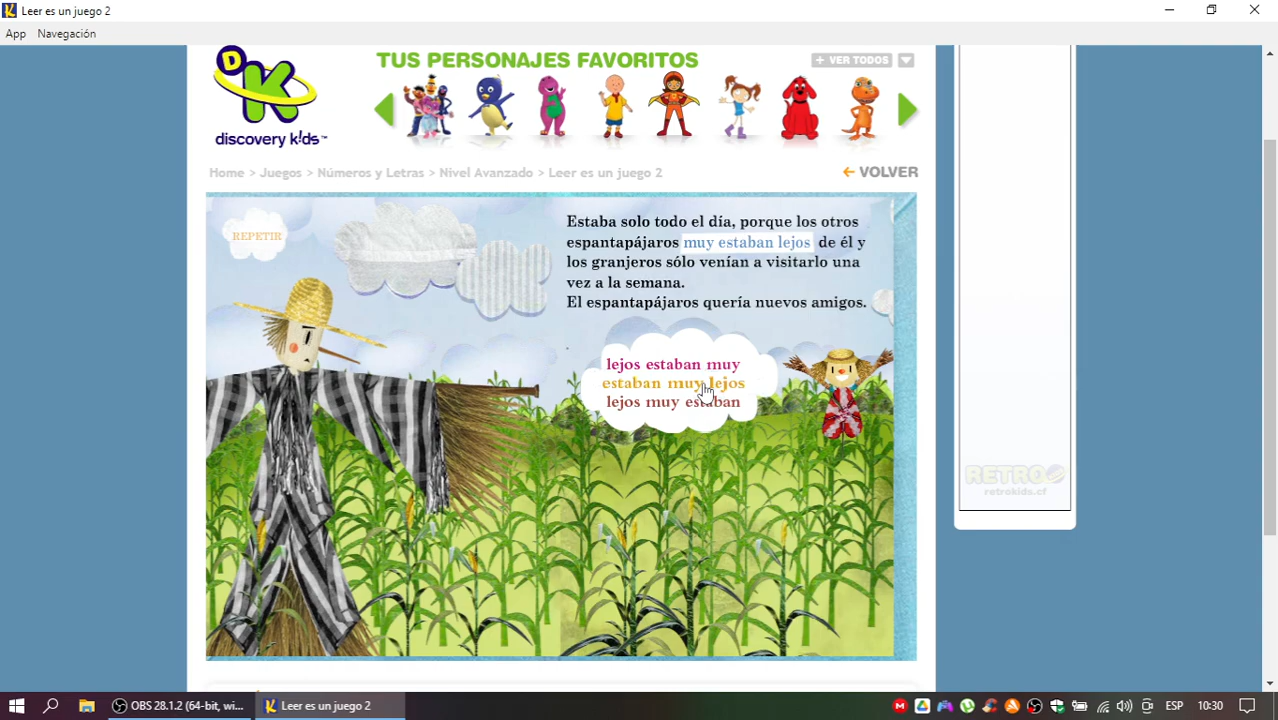 Leer es un juego 2
App Navegación
TUS PERSONAJES FAVORITOS
+ VER TODOS
D K
discovery k!ds™
Home > Juegos > Números y Letras > Nivel Avanzado > Leer es un juego 2
VOLVER
REPETIR
Estaba solo todo el día, porque los otros
espantapájaros muy estaban lejos de él y
los granjeros sólo venían a visitarlo una
vez a la semana.
El espantapájaros quería nuevos amigos.
lejos estaban muy
estaban muy lejos
lejos muy estaban
RETRO
retrokids.cf
OBS 28.1.2 (64-bit, wi...
Leer es un juego 2
ESP
10:30